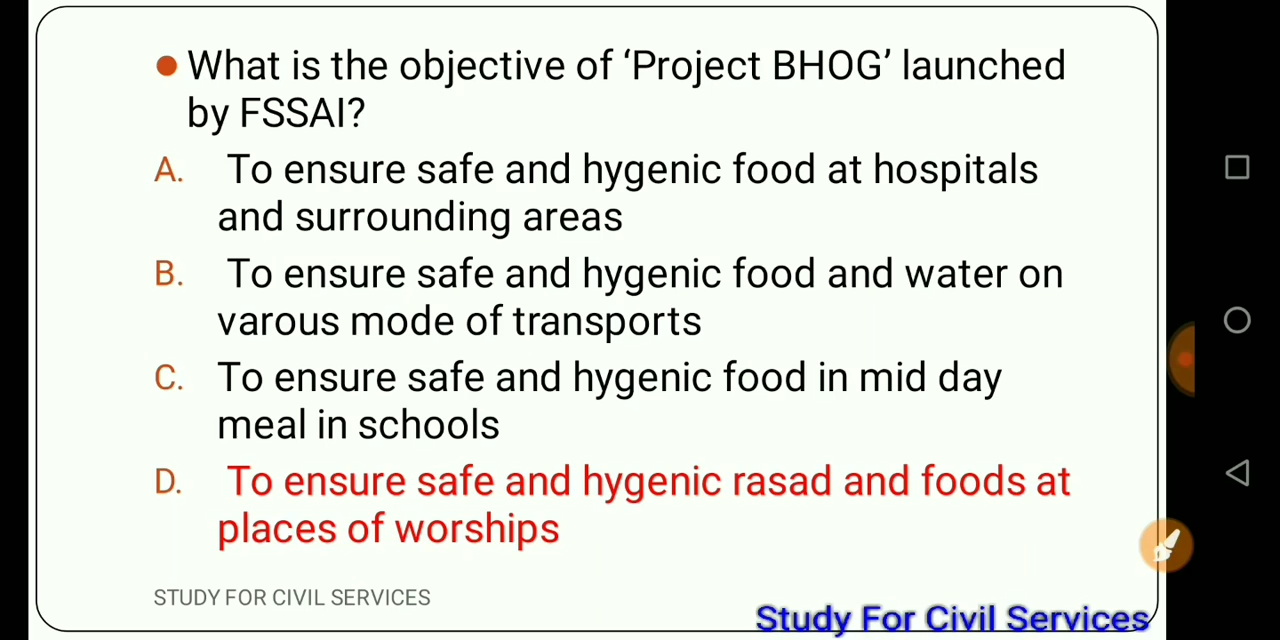 What is the objective of ‘Project BHOG’ launched
by FSSAI?
A. To ensure safe and hygenic food at hospitals
and surrounding areas
B. To ensure safe and hygenic food and water on
varous mode of transports
C. To ensure safe and hygenic food in mid day
meal in schools
D. To ensure safe and hygenic rasad and foods at
places of worships
STUDY FOR CIVIL SERVICES
Study For Civil Services